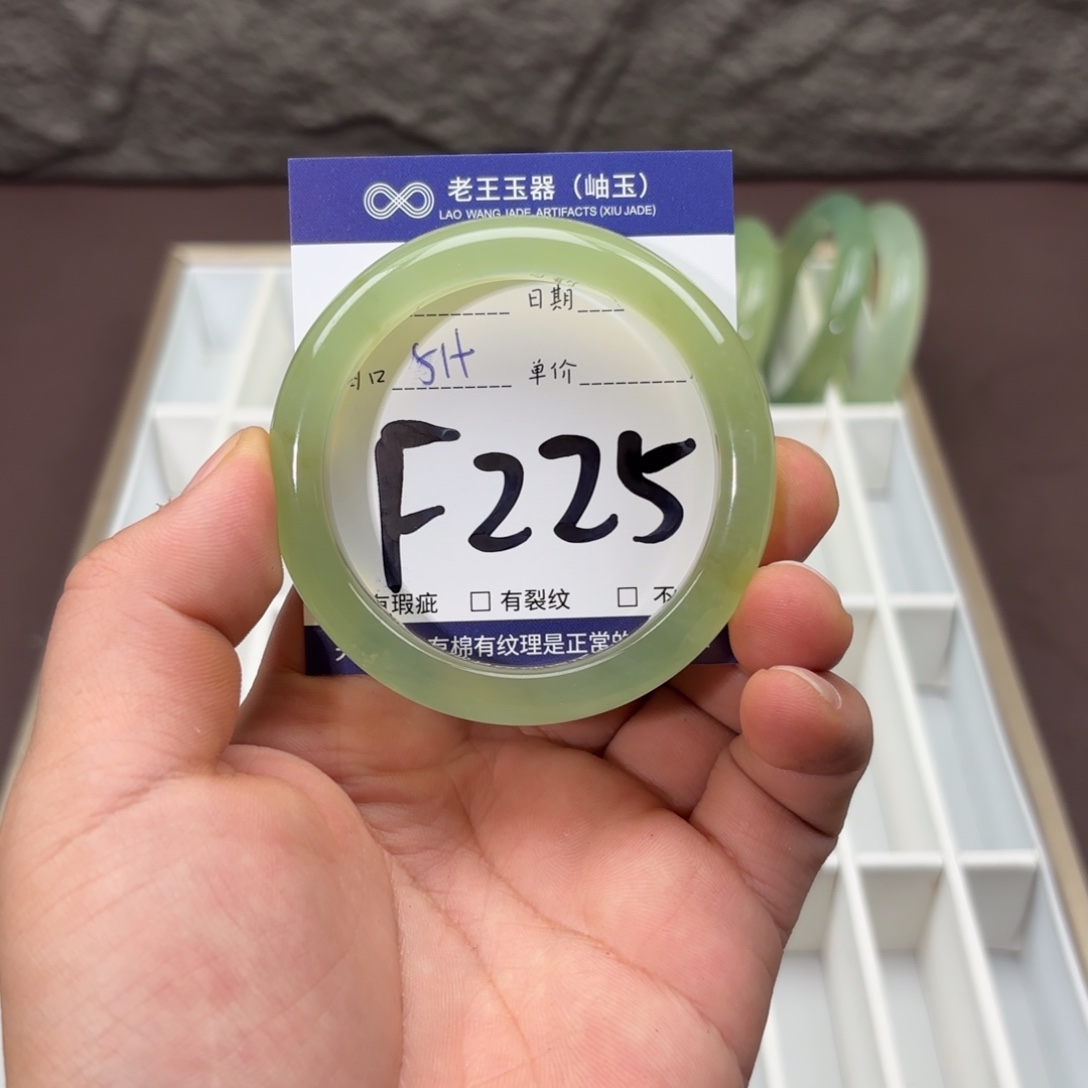 老王玉器（岫玉）
LAO WANG JADE ARTIFACTS (XIU JADE)
日期
口 5H 单价
F225
瑕疵 □ 有裂纹 □ 不
有棉有纹理是正常的